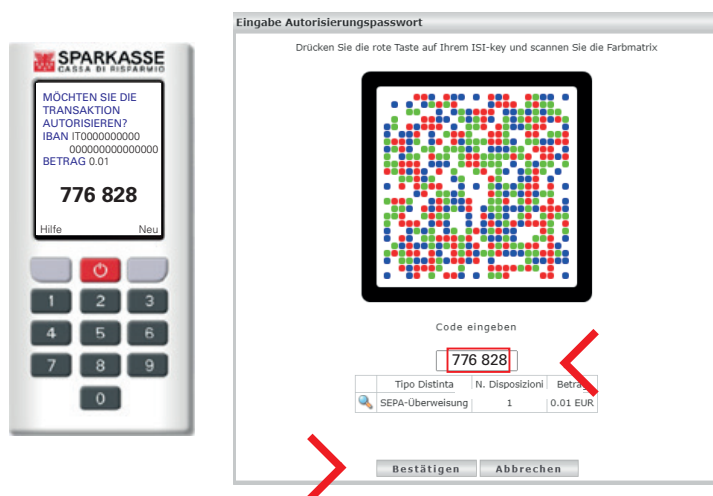 SPARKASSE
CASSA DI RISPARMIO
MÖCHTEN SIE DIE
TRANSAKTION
AUTORISIEREN?
IBAN IT0000000000
000000000000000
BETRAG 0.01
776 828
Hilfe Neu
1 2 3
4 5 6
7 8 9
0
Eingabe Autorisierungspasswort
Drücken Sie die rote Taste auf Ihrem ISI-key und scannen Sie die Farbmatrix
Code eingeben
776 828
Tipo Distinta N. Disposizioni Betrag
SEPA-Überweisung 1 0.01 EUR
Bestätigen Abbrechen